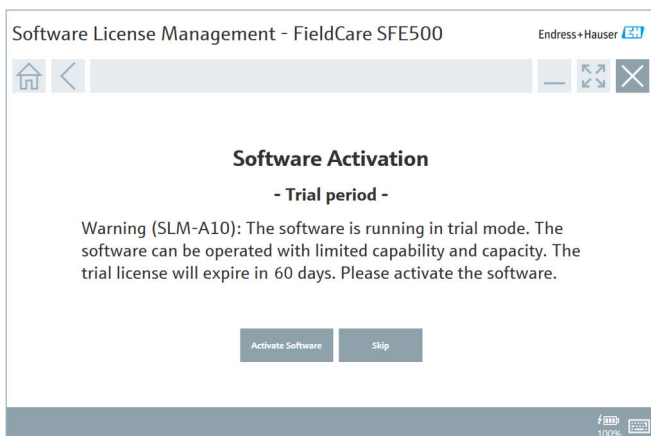 Software License Management - FieldCare SFE500
Endress+Hauser EH
Software Activation
- Trial period -
Warning (SLM-A10): The software is running in trial mode. The
software can be operated with limited capability and capacity. The
trial license will expire in 60 days. Please activate the software.
Activate Software
Skip
100%